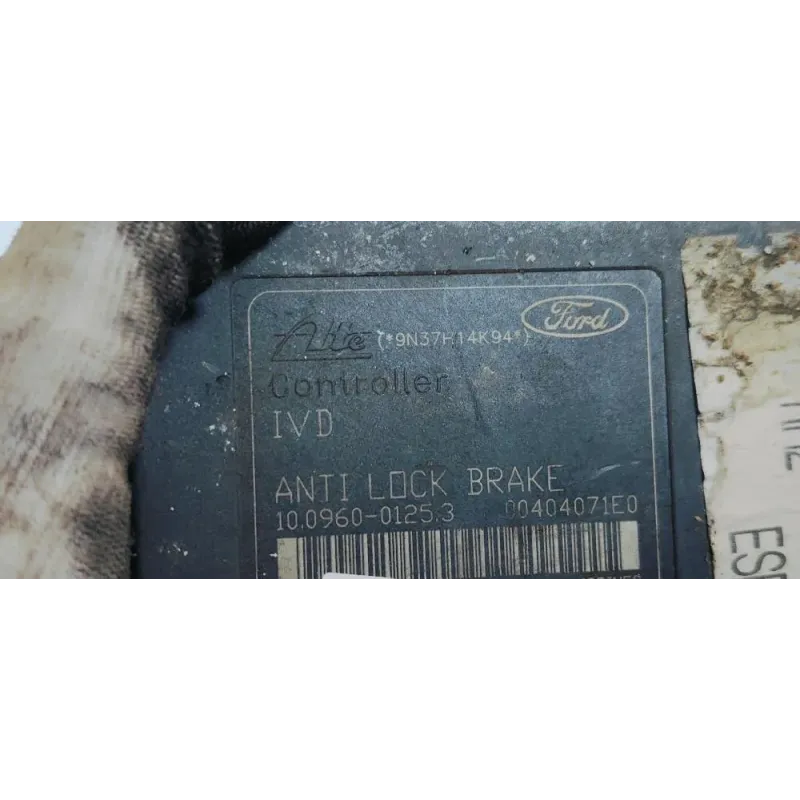 Ate (*9N37H14K94*) Ford
Controller
IVD
ANTI LOCK BRAKE
10.0960-0125.3 00404071E0